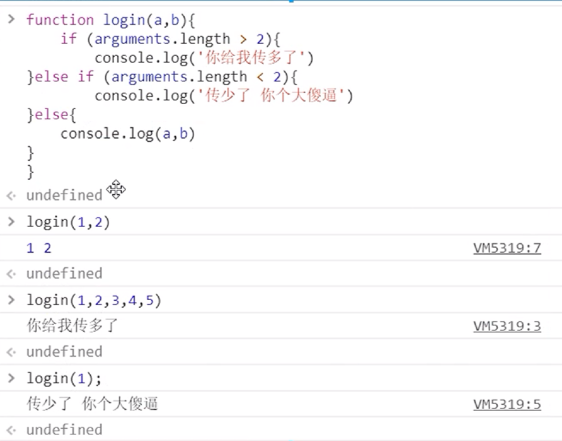 > function login(a,b){
if (arguments.length > 2){
console.log('你给我传多了')
}else if (arguments.length < 2){
console.log('传少了 你个大傻逼')
}else{
console.log(a,b)
}
}
undefined
> login(1,2)
1 2 VM5319:7
undefined
> login(1,2,3,4,5)
你给我传多了 VM5319:3
undefined
> login(1);
传少了 你个大傻逼 VM5319:5
undefined